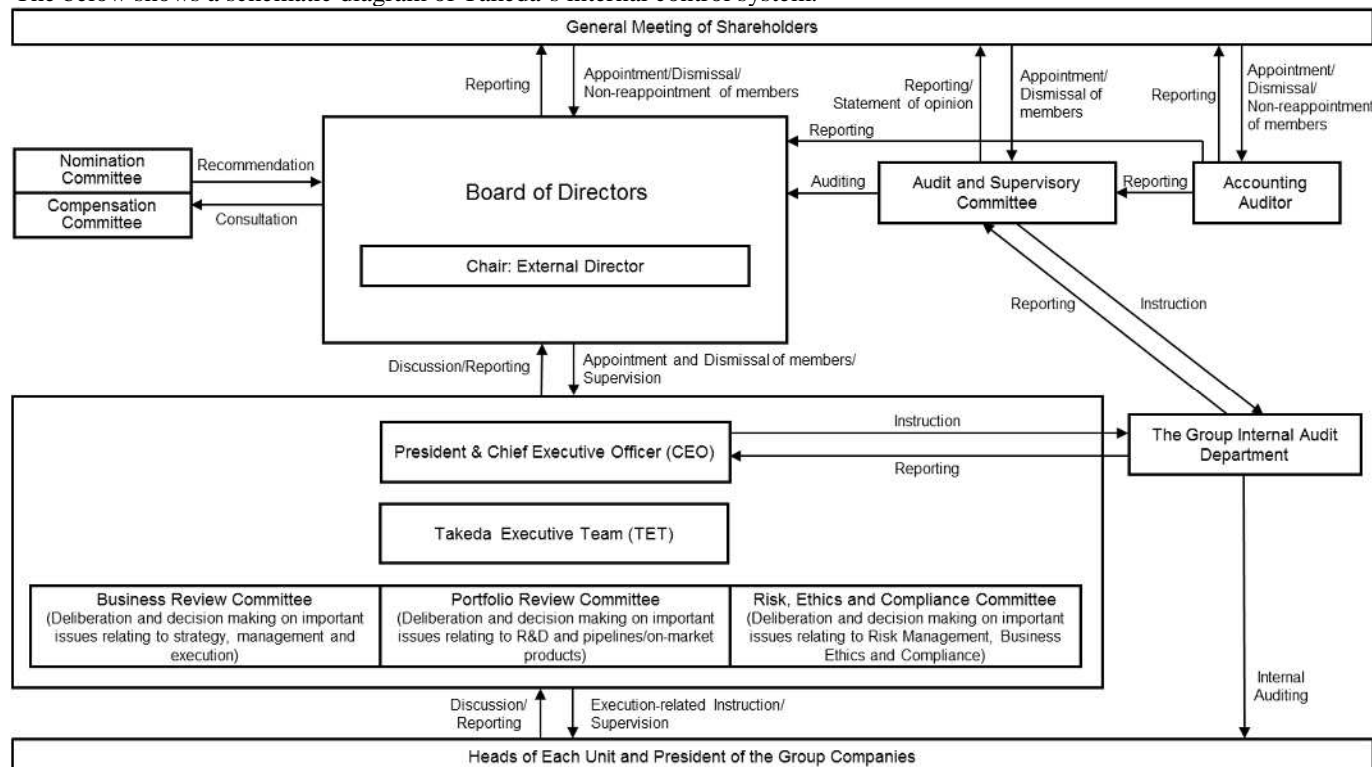 The below shows a schematic diagram of Takeda's internal control system.
General Meeting of Shareholders
Reporting
Appointment/Dismissal/
Non-reappointment of members
Reporting/
Statement of opinion
Appointment/
Dismissal of
members
Reporting
Appointment/
Dismissal/
Non-reappointment
of members
Reporting
Nomination
Committee
Compensation
Committee
Recommendation
Consultation
Board of Directors
Chair: External Director
Auditing
Audit and Supervisory
Committee
Reporting
Accounting
Auditor
Reporting
Instruction
Discussion/Reporting
Appointment and Dismissal of members/
Supervision
President & Chief Executive Officer (CEO)
Instruction
Reporting
The Group Internal Audit
Department
Takeda Executive Team (TET)
Business Review Committee
(Deliberation and decision making on important
issues relating to strategy, management and
execution)
Portfolio Review Committee
(Deliberation and decision making on important
issues relating to R&D and pipelines/on-market
products)
Risk, Ethics and Compliance Committee
(Deliberation and decision making on important
issues relating to Risk Management, Business
Ethics and Compliance)
Discussion/
Reporting
Execution-related Instruction/
Supervision
Internal
Auditing
Heads of Each Unit and President of the Group Companies